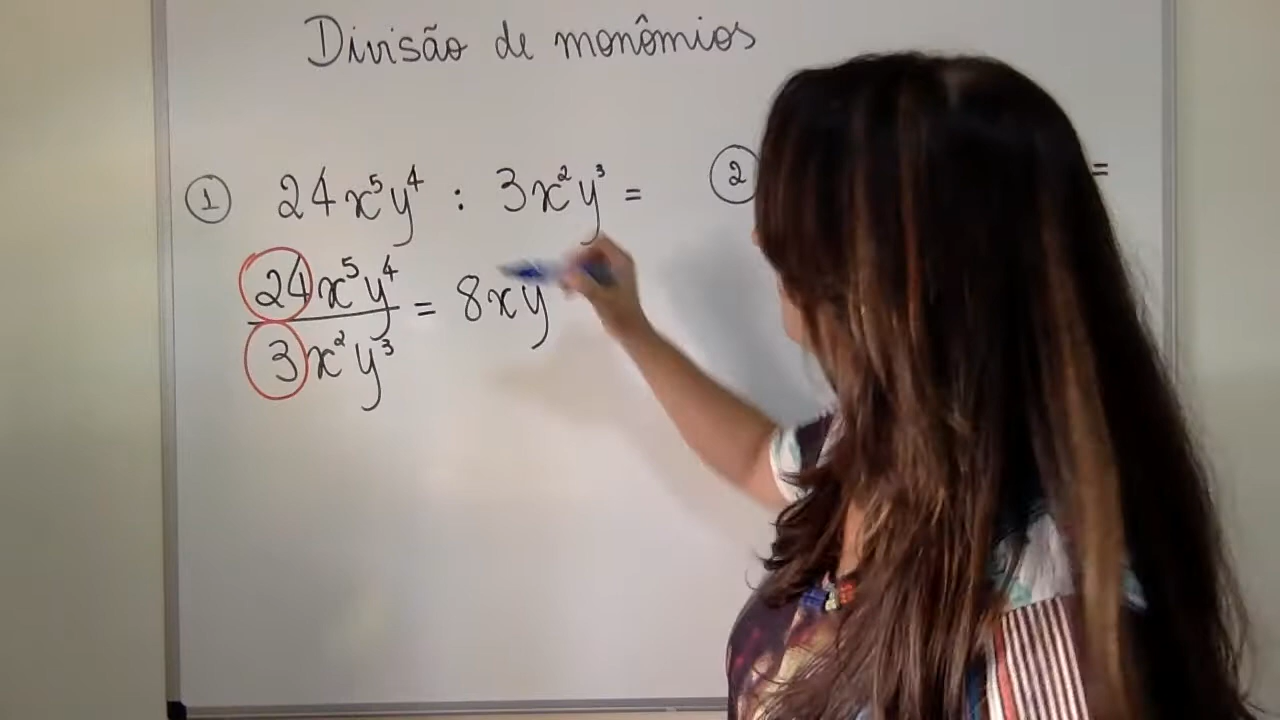 Divisão de monômios
① 24x⁵y⁴ : 3x²y³ =
② =
24x⁵y⁴
3x²y³
= 8xy